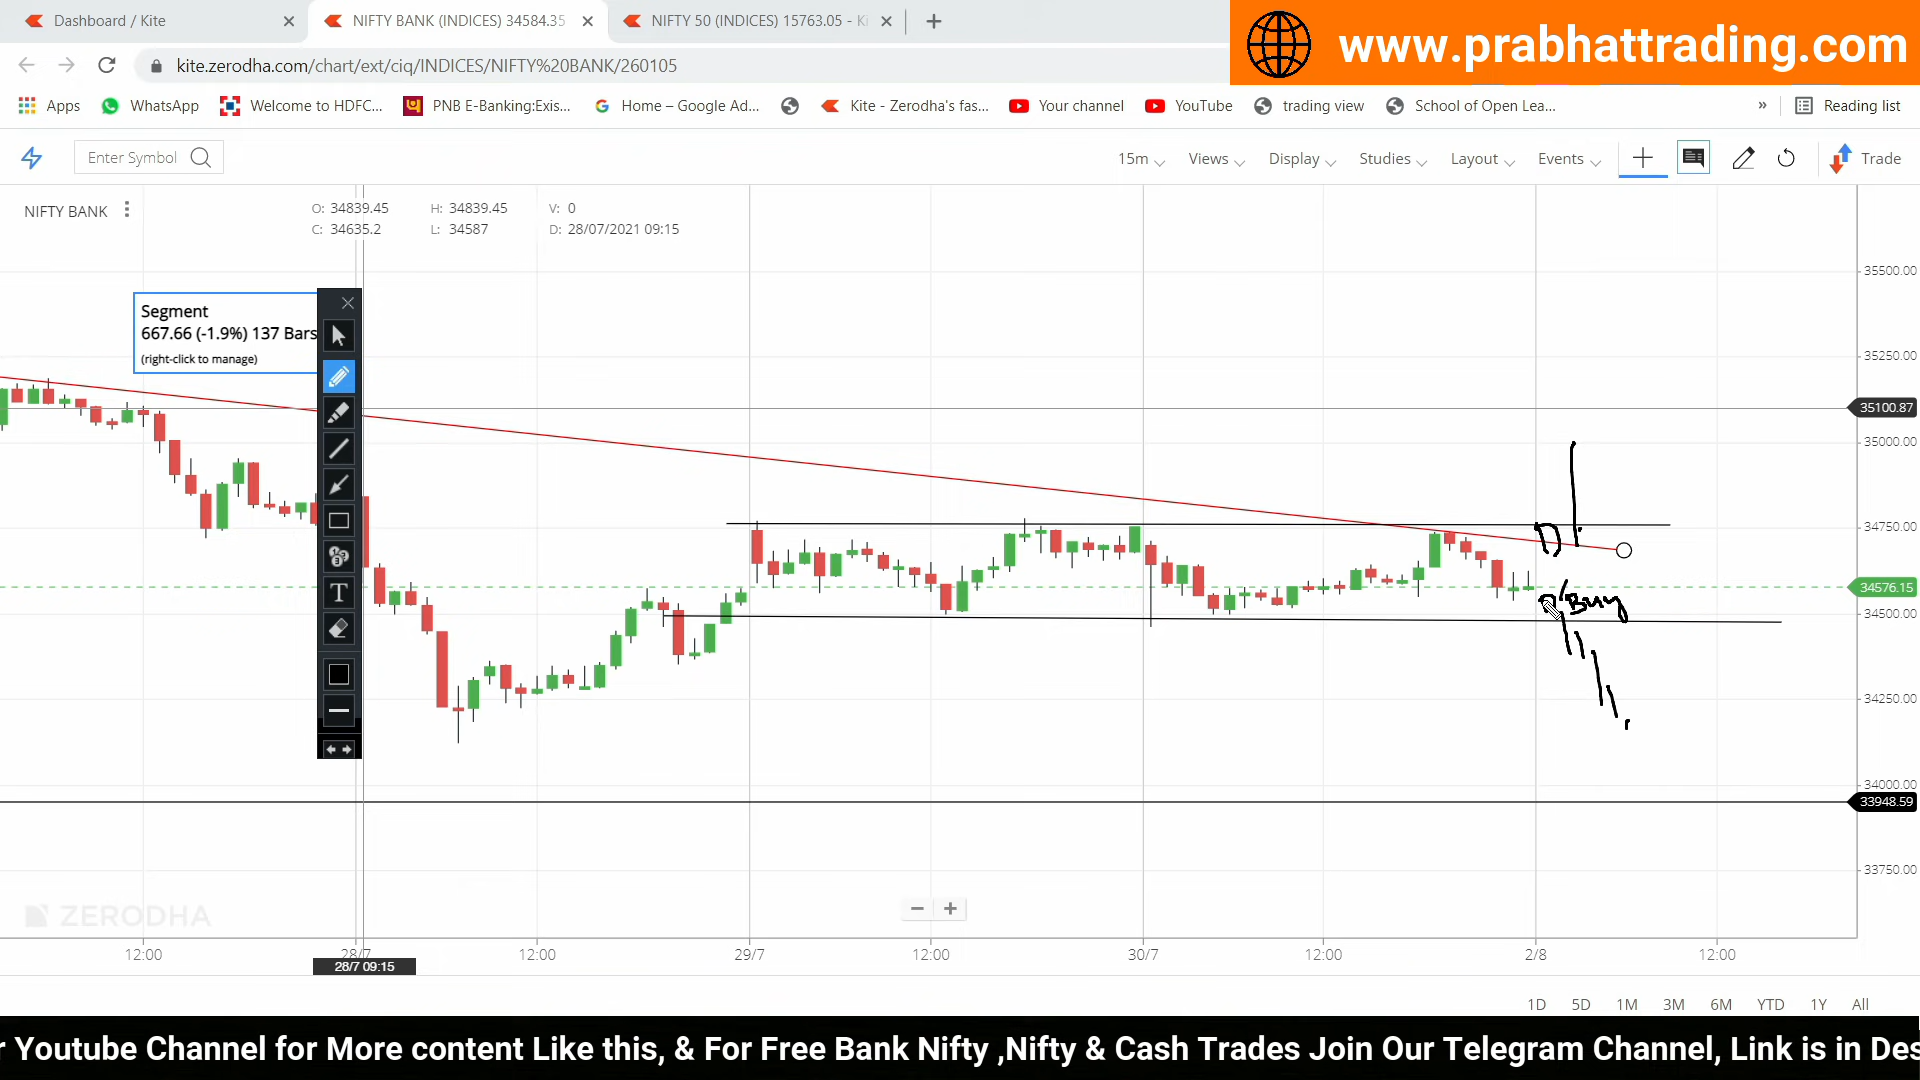 Dashboard / Kite
NIFTY BANK (INDICES) 34584.35
NIFTY 50 (INDICES) 15763.05 - Ki
www.prabhattrading.com
kite.zerodha.com/chart/ext/ciq/INDICES/NIFTY%20BANK/260105
Apps WhatsApp Welcome to HDFC... PNB E-Banking:Exis... Home – Google Ad... Kite - Zerodha's fas... Your channel YouTube trading view School of Open Lea... » Reading list
Enter Symbol 15m Views Display Studies Layout Events Trade
NIFTY BANK
O: 34839.45 H: 34839.45 V: 0
C: 34635.2 L: 34587 D: 28/07/2021 09:15
35500.00
Segment
667.66 (-1.9%) 137 Bars
(right-click to manage)
35250.00
35100.87
35000.00
34750.00
34576.15
Buy
34500.00
T
34250.00
34000.00
33948.59
33750.00
ZERODHA
12:00 28/7 12:00 29/7 12:00 30/7 12:00 2/8 12:00
28/7 09:15
1D 5D 1M 3M 6M YTD 1Y All
r Youtube Channel for More content Like this, & For Free Bank Nifty ,Nifty & Cash Trades Join Our Telegram Channel, Link is in Des